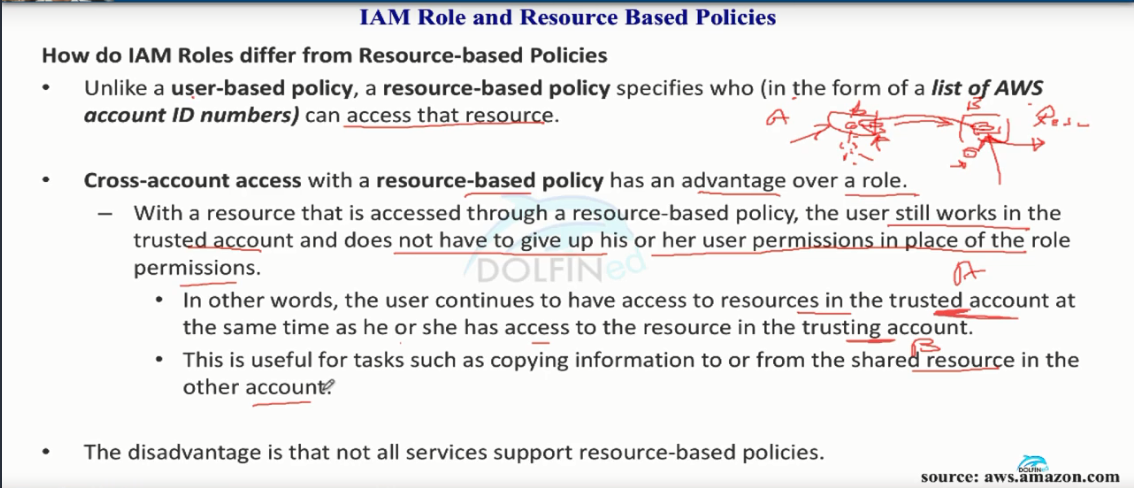 IAM Role and Resource Based Policies
How do IAM Roles differ from Resource-based Policies
• Unlike a user-based policy, a resource-based policy specifies who (in the form of a list of AWS
account ID numbers) can access that resource.
A
B
• Cross-account access with a resource-based policy has an advantage over a role.
– With a resource that is accessed through a resource-based policy, the user still works in the
trusted account and does not have to give up his or her user permissions in place of the role
permissions.
DOLFINed
A
• In other words, the user continues to have access to resources in the trusted account at
the same time as he or she has access to the resource in the trusting account.
B
• This is useful for tasks such as copying information to or from the shared resource in the
other account.
• The disadvantage is that not all services support resource-based policies.
DOLFINed
source: aws.amazon.com